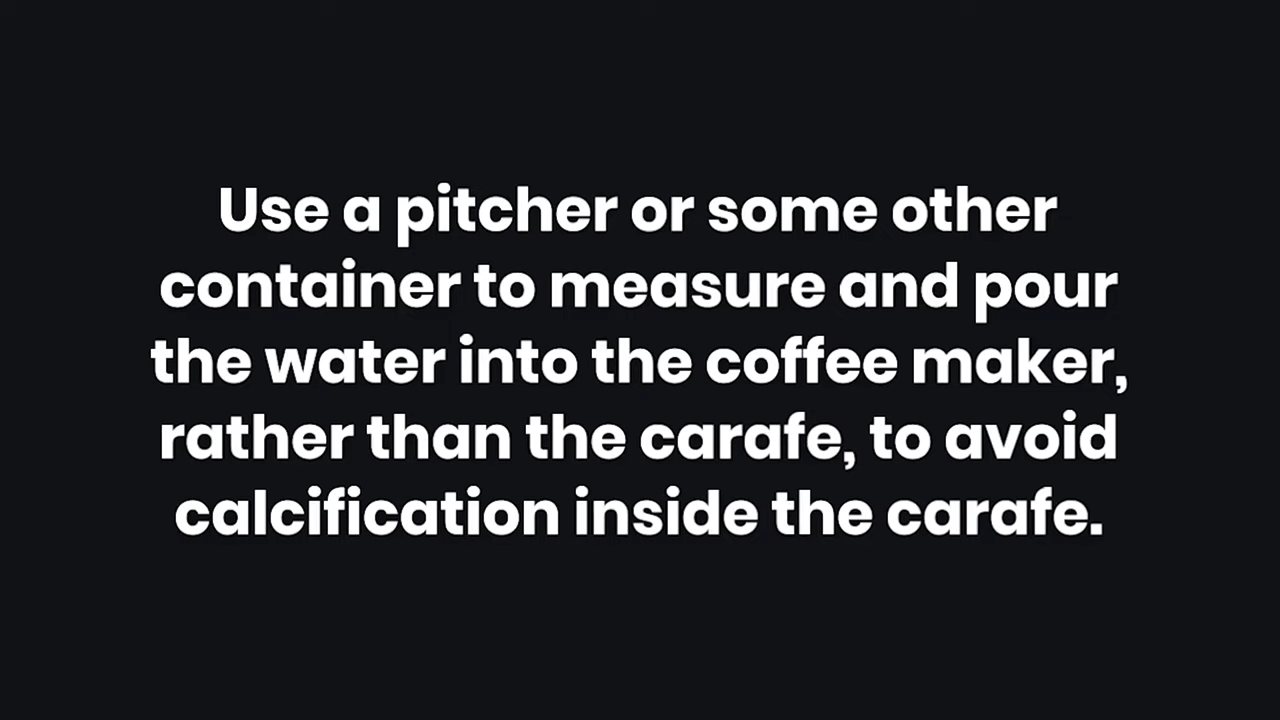 Use a pitcher or some other
container to measure and pour
the water into the coffee maker,
rather than the carafe, to avoid
calcification inside the carafe.